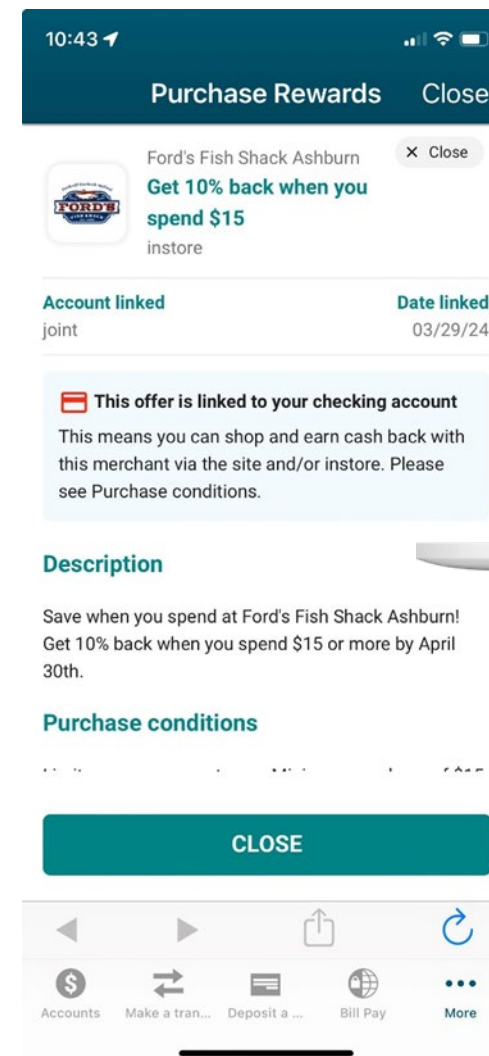 10:43
Purchase Rewards Close
Ford's Fish Shack Ashburn
× Close
Get 10% back when you
spend $15
instore
FORD'S
Account linked
Date linked
joint
03/29/24
This offer is linked to your checking account
This means you can shop and earn cash back with
this merchant via the site and/or instore. Please
see Purchase conditions.
Description
Save when you spend at Ford's Fish Shack Ashburn!
Get 10% back when you spend $15 or more by April
30th.
Purchase conditions
CLOSE
Accounts
Make a tran...
Deposit a ...
Bill Pay
More